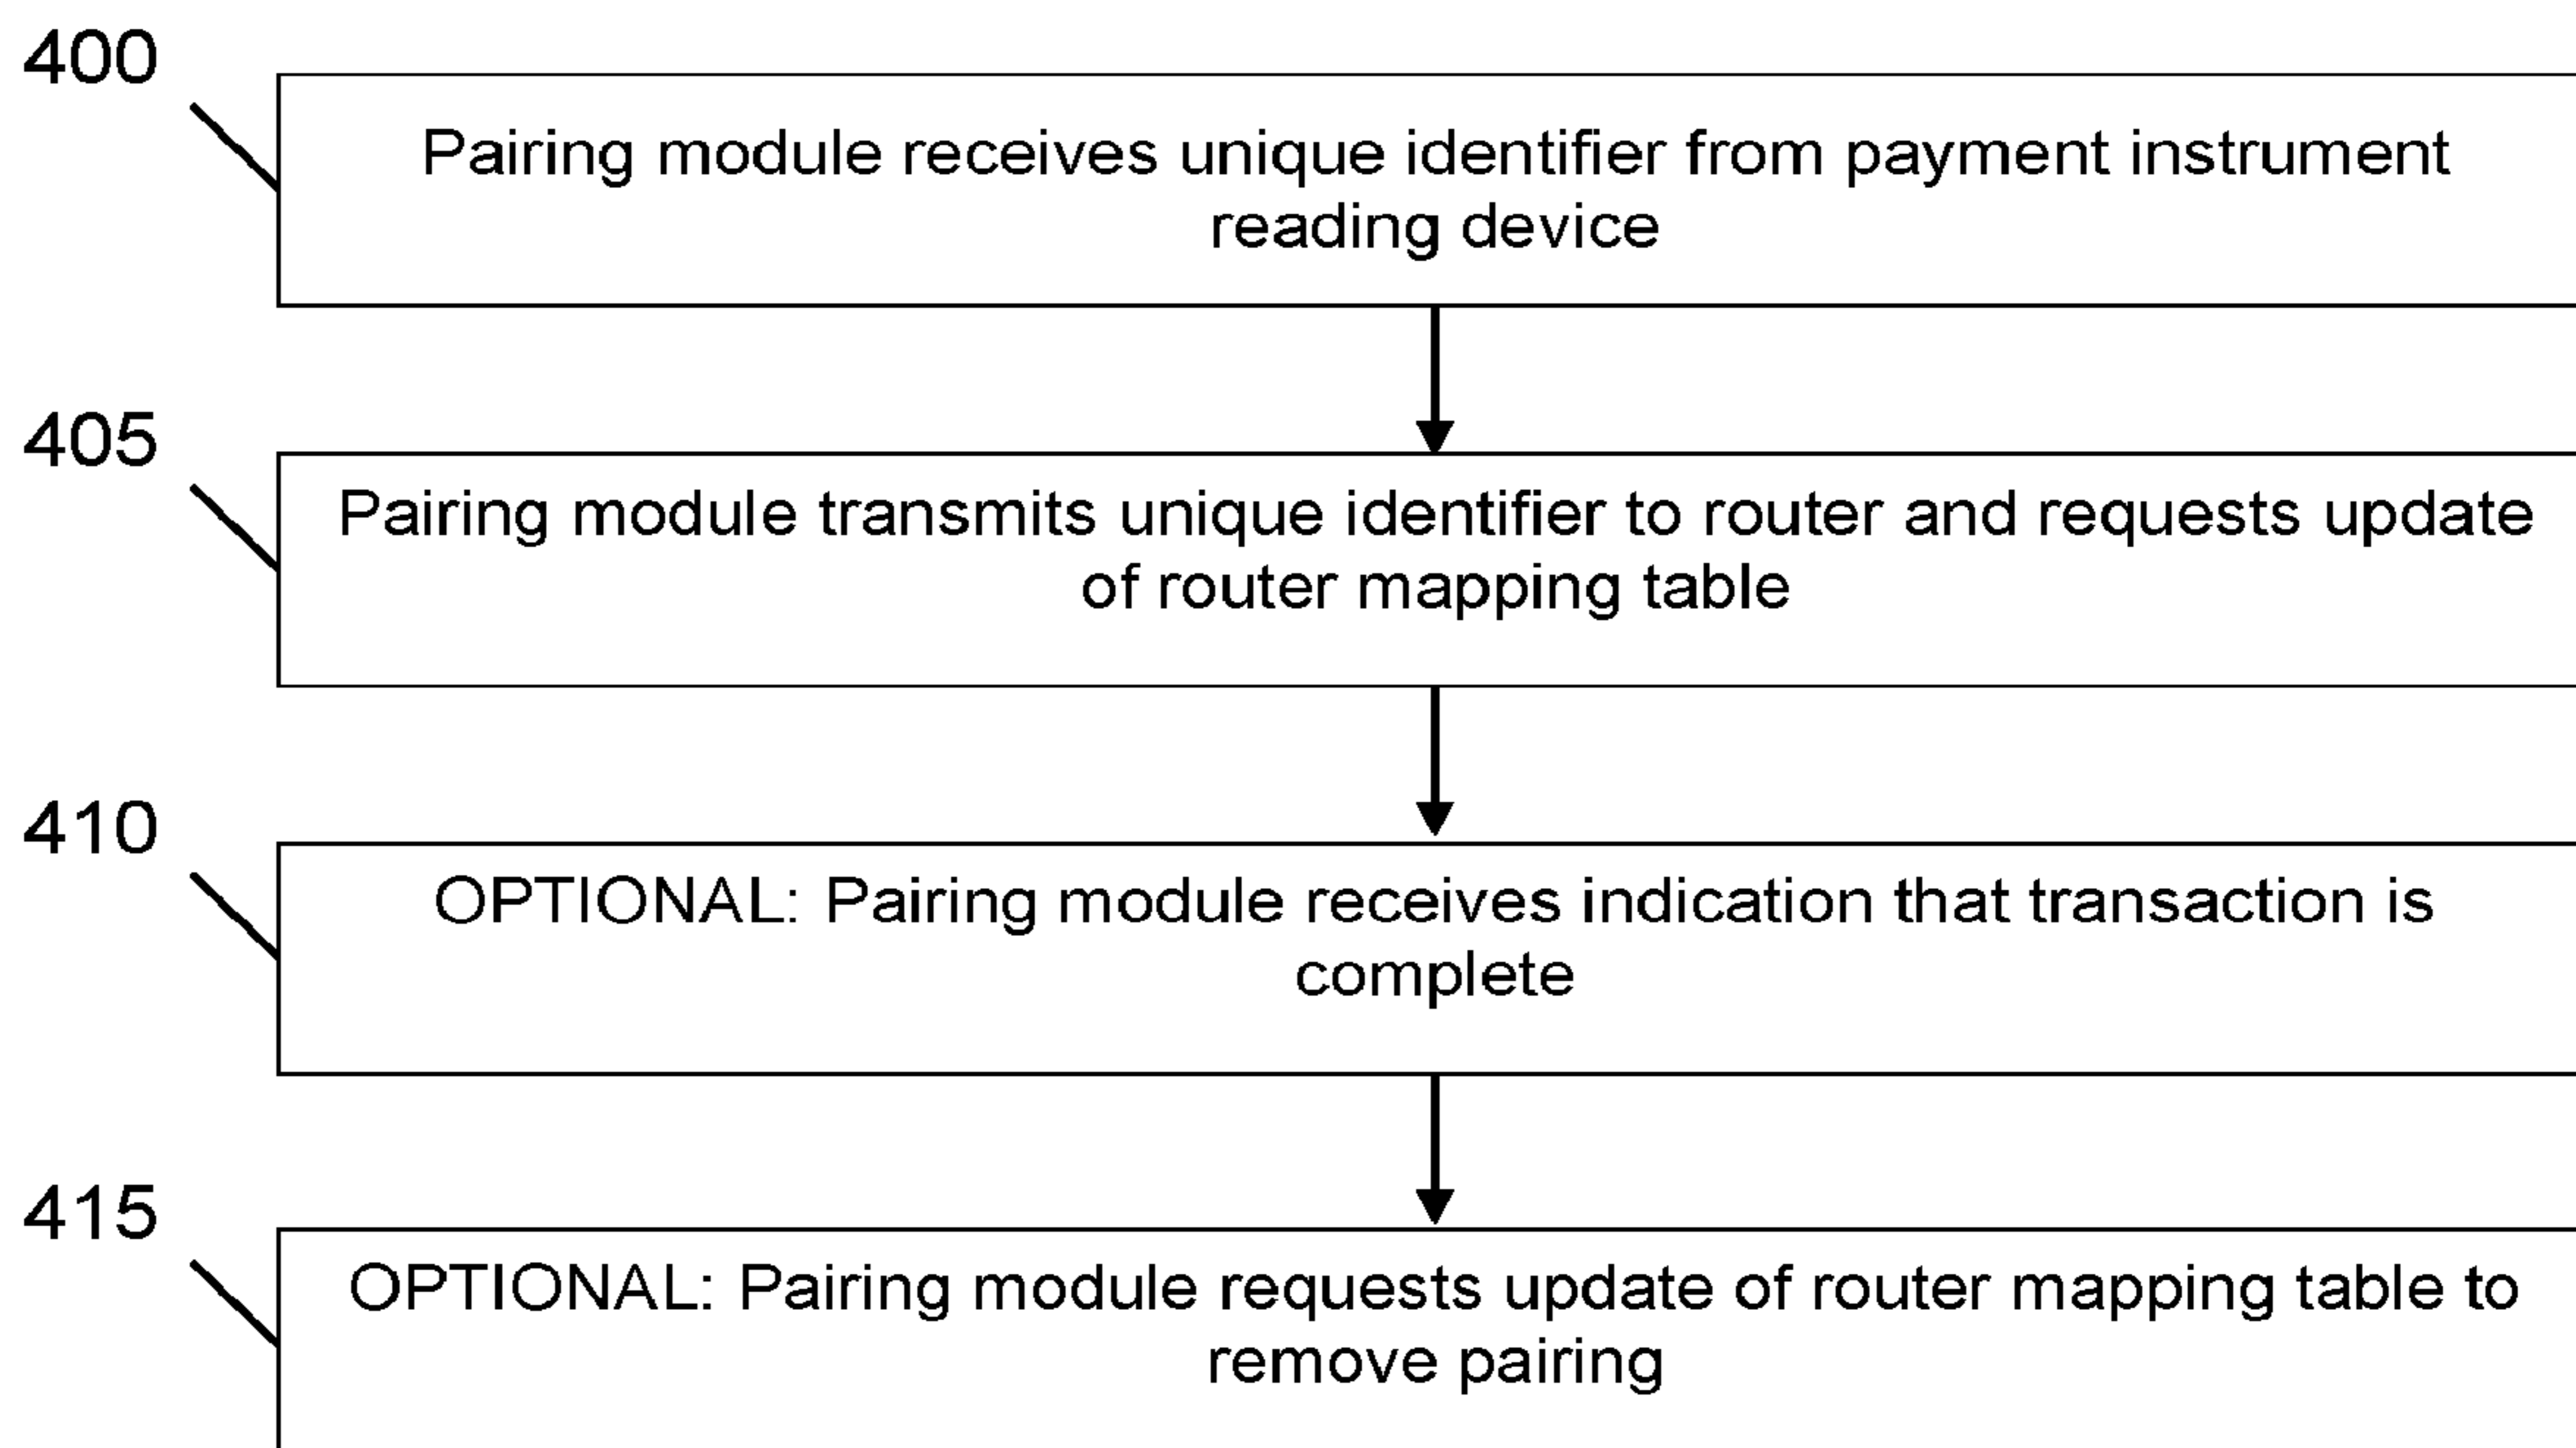 400
Pairing module receives unique identifier from payment instrument
reading device
405
Pairing module transmits unique identifier to router and requests update
of router mapping table
410
OPTIONAL: Pairing module receives indication that transaction is
complete
415
OPTIONAL: Pairing module requests update of router mapping table to
remove pairing